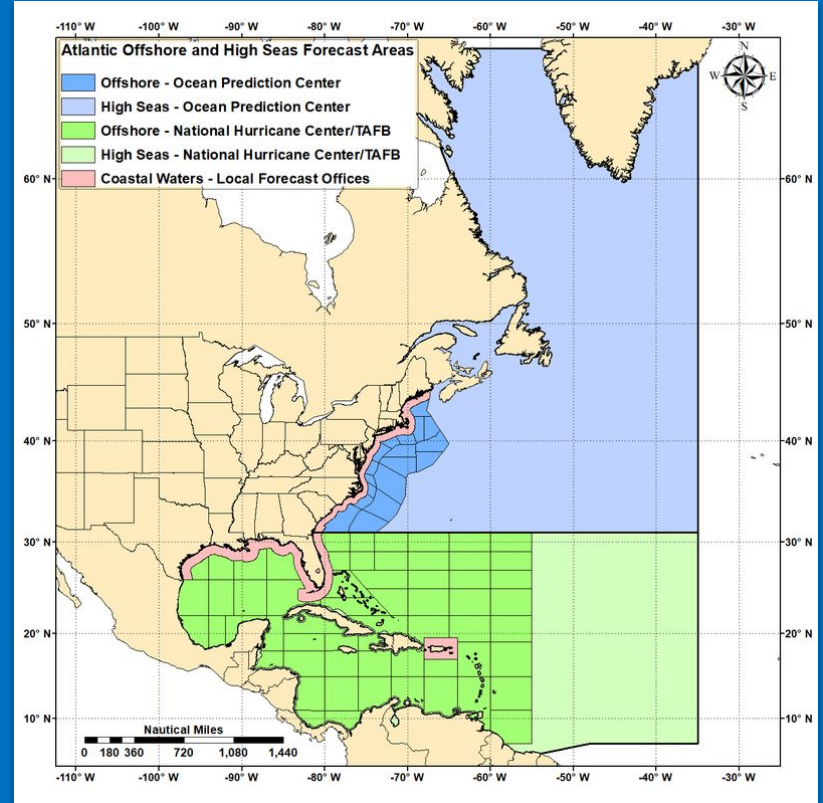 -110° W -100° W -90° W -80° W -70° W -60° W -50° W -40° W -30° W
Atlantic Offshore and High Seas Forecast Areas
Offshore - Ocean Prediction Center
High Seas - Ocean Prediction Center
Offshore - National Hurricane Center/TAFB
High Seas - National Hurricane Center/TAFB
Coastal Waters - Local Forecast Offices
N
W E
S
60° N 60° N
50° N 50° N
40° N 40° N
30° N 30° N
20° N 20° N
10° N 10° N
Nautical Miles
0 180 360 720 1,080 1,440
-110° W -100° W -90° W -80° W -70° W -60° W -50° W -40° W -30° W